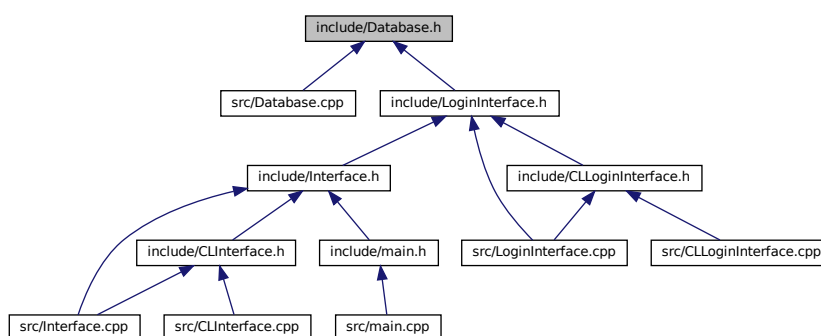 include/Database.h
src/Database.cpp
include/LoginInterface.h
include/Interface.h
include/CLLoginInterface.h
include/CLInterface.h
include/main.h
src/LoginInterface.cpp
src/CLLoginInterface.cpp
src/Interface.cpp
src/CLInterface.cpp
src/main.cpp